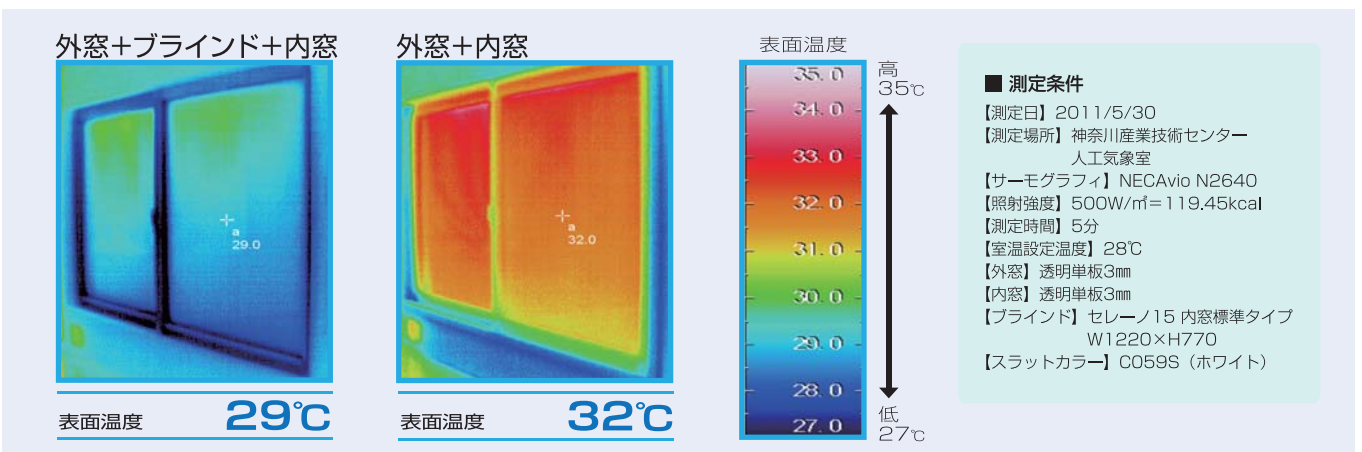 外窓＋ブラインド＋内窓
a
29.0
表面温度 29℃
外窓＋内窓
a
32.0
表面温度 32℃
表面温度
35.0
34.0
33.0
32.0
31.0
30.0
29.0
28.0
27.0
高
35℃
低
27℃
■ 測定条件
【測定日】2011/5/30
【測定場所】神奈川産業技術センター
人工気象室
【サーモグラフィ】NECAvio N2640
【照射強度】500W/㎡＝119.45kcal
【測定時間】5分
【室温設定温度】28℃
【外窓】透明単板3㎜
【内窓】透明単板3㎜
【ブラインド】セレーノ15 内窓標準タイプ
W1220×H770
【スラットカラー】C059S（ホワイト）